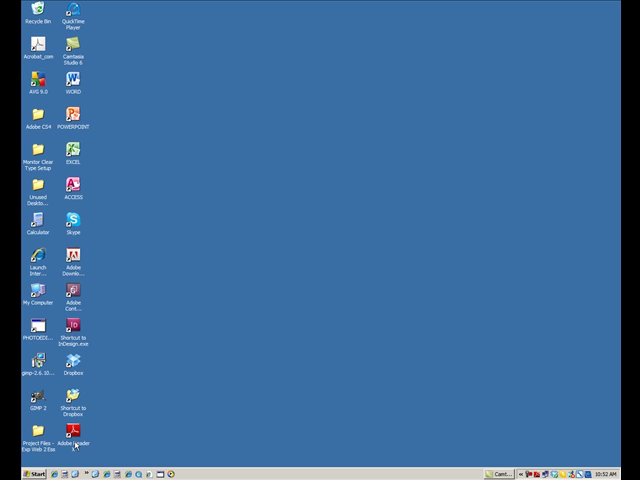 Recycle Bin
QuickTime
Player
Acrobat_com
Camtasia
Studio 6
AVG 9.0
WORD
Adobe CS4
POWERPOINT
Monitor Clear
Type Setup
EXCEL
Unused
Deskto...
ACCESS
Calculator
Skype
Launch
Inter...
Adobe
Downlo...
My Computer
Adobe
Cont...
PHOTOEDI...
Shortcut to
InDesign.exe
gimp-2.6.10...
Dropbox
GIMP 2
Shortcut to
Dropbox
Project Files -
Exp Web 2 Ess
Adobe Reader
Start
Camt...
10:52 AM